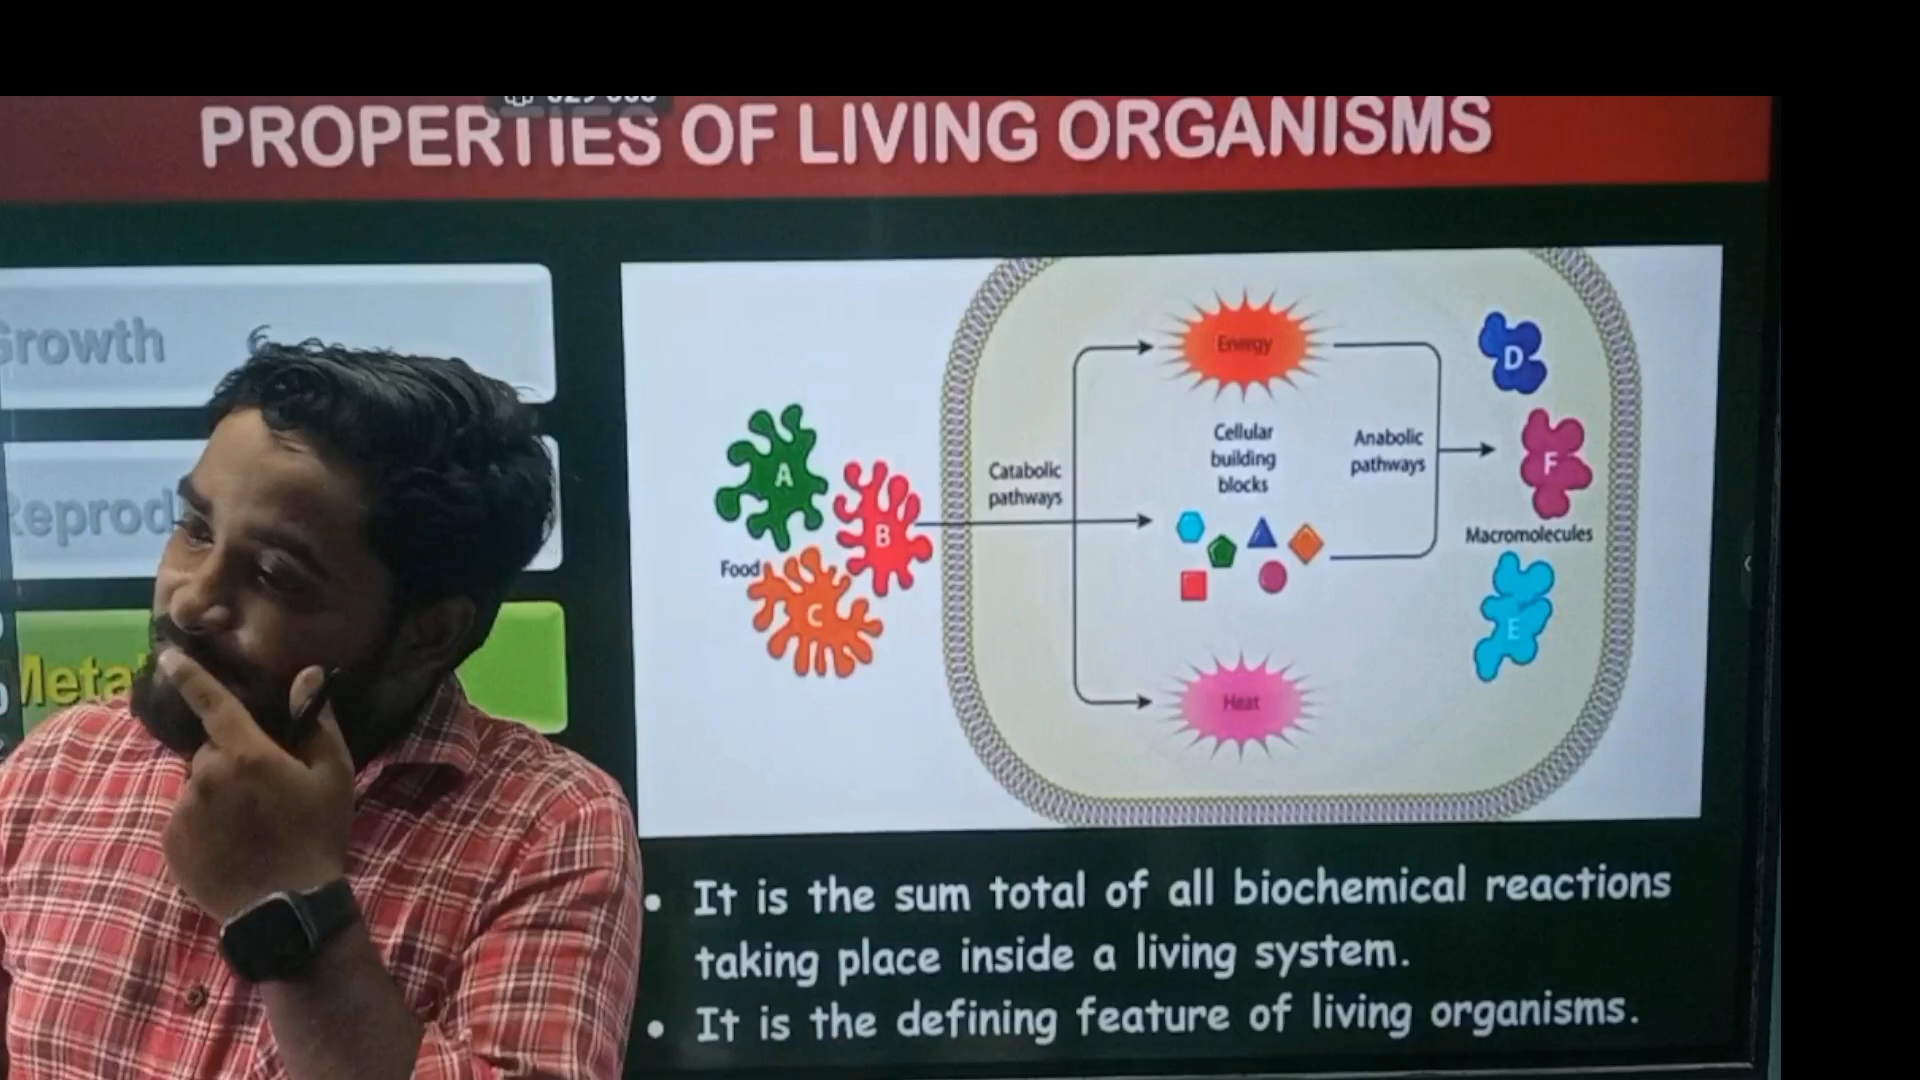 PROPERTIES OF LIVING ORGANISMS
Growth
Energy
D
Cellular
building
blocks
Anabolic
pathways
Catabolic
pathways
A
B
F
Macromolecules
Food
C
E
Heat
• It is the sum total of all biochemical reactions
taking place inside a living system.
• It is the defining feature of living organisms.